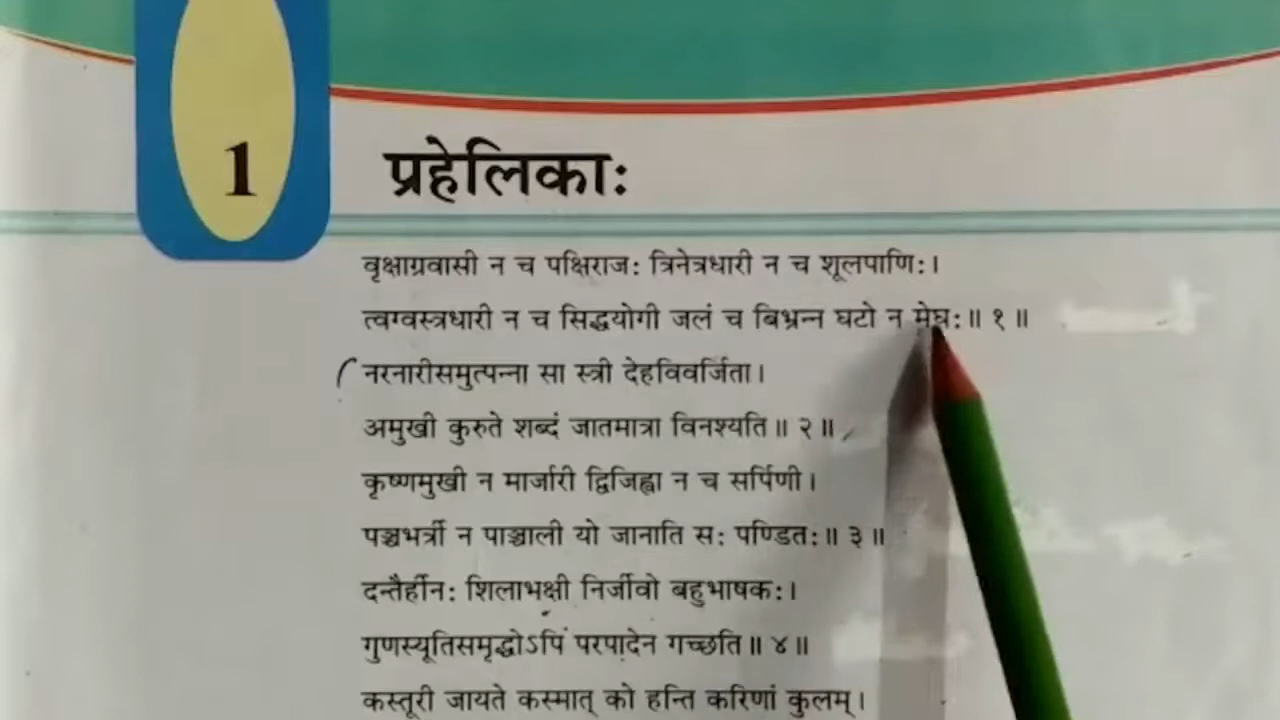 1
प्रहेलिकाः
वृक्षाग्रवासी न च पक्षिराजः त्रिनेत्रधारी न च शूलपाणिः।
त्वग्वस्त्रधारी न च सिद्धयोगी जलं च बिभ्रन्न घटो न मेघः॥ १॥
नरनारीसमुत्पन्ना सा स्त्री देहविवर्जिता।
अमुखी कुरुते शब्दं जातमात्रा विनश्यति॥ २॥
कृष्णमुखी न मार्जारी द्विजिह्वा न च सर्पिणी।
पञ्चभर्त्री न पाञ्चाली यो जानाति सः पण्डितः॥ ३॥
दन्तैर्हीनः शिलाभक्षी निर्जीवो बहुभाषकः।
गुणस्यूतिसमृद्धोऽपि परपादेन गच्छति॥ ४॥
कस्तूरी जायते कस्मात् को हन्ति करिणां कुलम्।